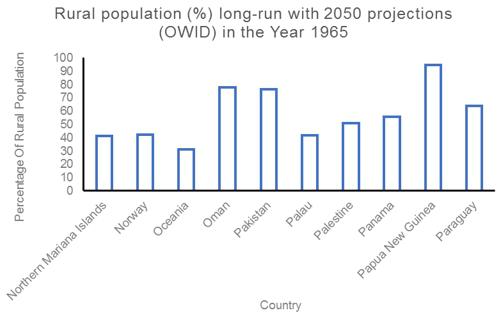 Rural population (%) long-run with 2050 projections
(OWID) in the Year 1965
Percentage Of Rural Population
100
90
80
70
60
50
40
30
20
10
0
Northern Mariana Islands
Norway
Oceania
Oman
Pakistan
Palau
Palestine
Panama
Papua New Guinea
Paraguay
Country